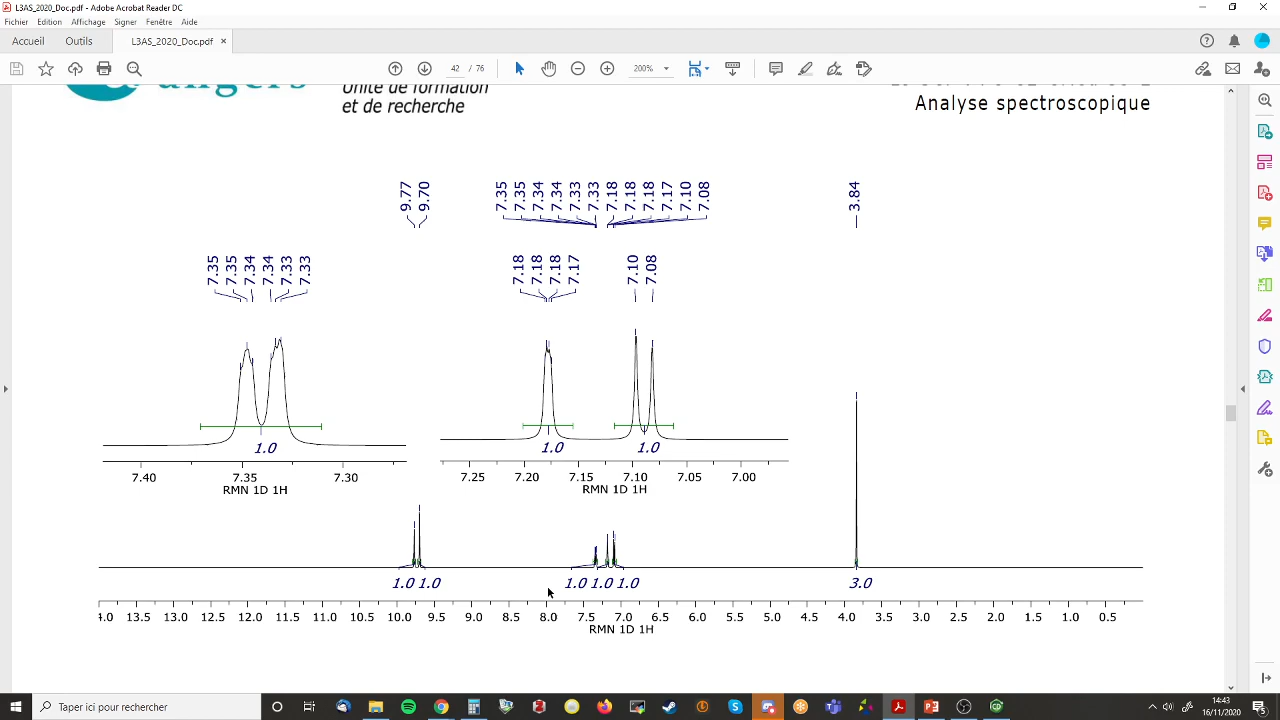 L3AS_2020_Doc.pdf - Adobe Acrobat Reader DC
Fichier Edition Affichage Signer Fenêtre Aide
Accueil Outils L3AS_2020_Doc.pdf ×
42 / 76 200%
Unité de formation
et de recherche
Analyse spectroscopique
9.77 9.70 7.35 7.35 7.34 7.34 7.33 7.33 7.18 7.18 7.18 7.17 7.10 7.08 3.84
7.35 7.35 7.34 7.34 7.33 7.33 7.18 7.18 7.18 7.17 7.10 7.08
1.0 1.0 1.0
7.40 7.35 7.30 7.25 7.20 7.15 7.10 7.05 7.00
RMN 1D 1H RMN 1D 1H
1.0 1.0 1.0 1.0 1.0 3.0
4.0 13.5 13.0 12.5 12.0 11.5 11.0 10.5 10.0 9.5 9.0 8.5 8.0 7.5 7.0 6.5 6.0 5.5 5.0 4.5 4.0 3.5 3.0 2.5 2.0 1.5 1.0 0.5
RMN 1D 1H
Taper ici pour rechercher
14:43
16/11/2020